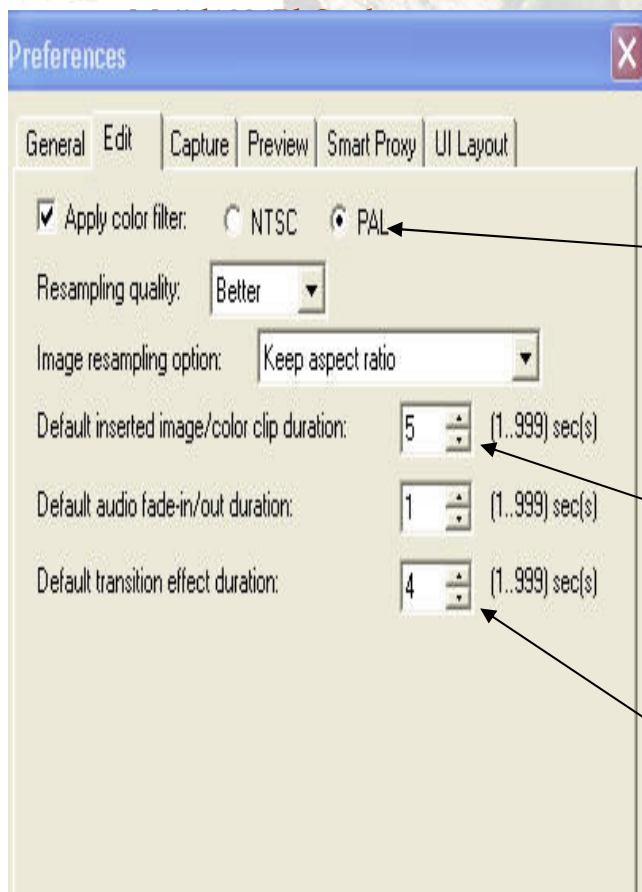 Preferences
General Edit Capture Preview Smart Proxy UI Layout
Apply color filter: NTSC PAL
Resampling quality: Better
Image resampling option: Keep aspect ratio
Default inserted image/color clip duration: 5 (1..999) sec(s)
Default audio fade-in/out duration: 1 (1..999) sec(s)
Default transition effect duration: 4 (1..999) sec(s)